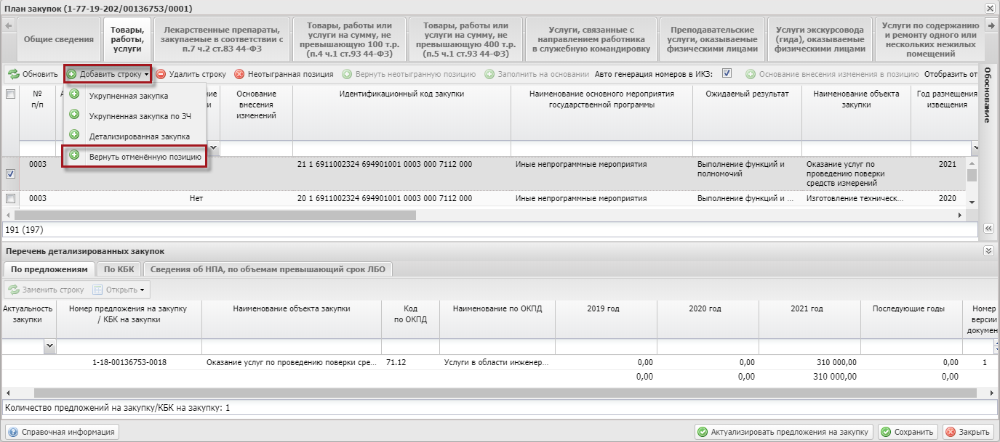 План закупок (1-77-19-202/00136753/0001)
Общие сведения
Товары, работы, услуги
Лекарственные препараты, закупаемые в соответствии с п.7 ч.2 ст.83 44-ФЗ
Товары, работы или услуги на сумму, не превышающую 100 т.р. (п.4 ч.1 ст.93 44-ФЗ)
Товары, работы или услуги на сумму, не превышающую 400 т.р. (п.5 ч.1 ст.93 44-ФЗ)
Услуги, связанные с направлением работника в служебную командировку
Преподавательские услуги, оказываемые физическими лицами
Услуги экскурсовода (гида), оказываемые физическими лицами
Услуги по содержанию и ремонту одного или нескольких нежилых помещений
Обновить Добавить строку Удалить строку Неотыгранная позиция Вернуть неотыгранную позицию Заполнить на основании Авто генерация номеров в ИКЗ: Основание внесения изменения в позицию Отобразить от
Обоснование
Укрупненная закупка
Укрупненная закупка по ЗЧ
Детализированная закупка
Вернуть отменённую позицию
№ п/п
Основание внесения изменений
Идентификационный код закупки
Наименование основного мероприятия государственной программы
Ожидаемый результат
Наименование объекта закупки
Год размещения извещения
0003 21 1 6911002324 694901001 0003 000 7112 000 Иные непрограммные мероприятия Выполнение функций и полномочий Оказание услуг по проведению поверки средств измерений 2021
0003 Нет 20 1 6911002324 694901001 0003 000 7112 000 Иные непрограммные мероприятия Выполнение функций и ... Изготовление техническ... 2020
191 (197)
Перечень детализированных закупок
По предложениям По КБК Сведения об НПА, по объемам превышающий срок ЛБО
Заменить строку Открыть
Актуальность закупки
Номер предложения на закупку / КБК на закупки
Наименование объекта закупки
Код по ОКПД
Наименование по ОКПД
2019 год
2020 год
2021 год
Последующие годы
Номер версии докумен
1-18-00136753-0018 Оказание услуг по проведению поверки сре... 71.12 Услуги в области инженер... 0,00 0,00 310 000,00 0,00 1
0,00 0,00 310 000,00 0,00
Количество предложений на закупку/КБК на закупку: 1
Справочная информация Актуализировать предложения на закупку Сохранить Закрыть